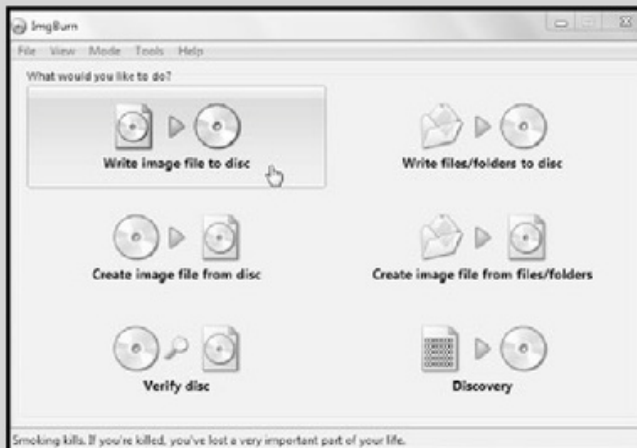 ImgBurn
File View Mode Tools Help
What would you like to do?
Write image file to disc
Write files/folders to disc
Create image file from disc
Create image file from files/folders
Verify disc
Discovery
Smoking kills. If you're killed, you've lost a very important part of your life.